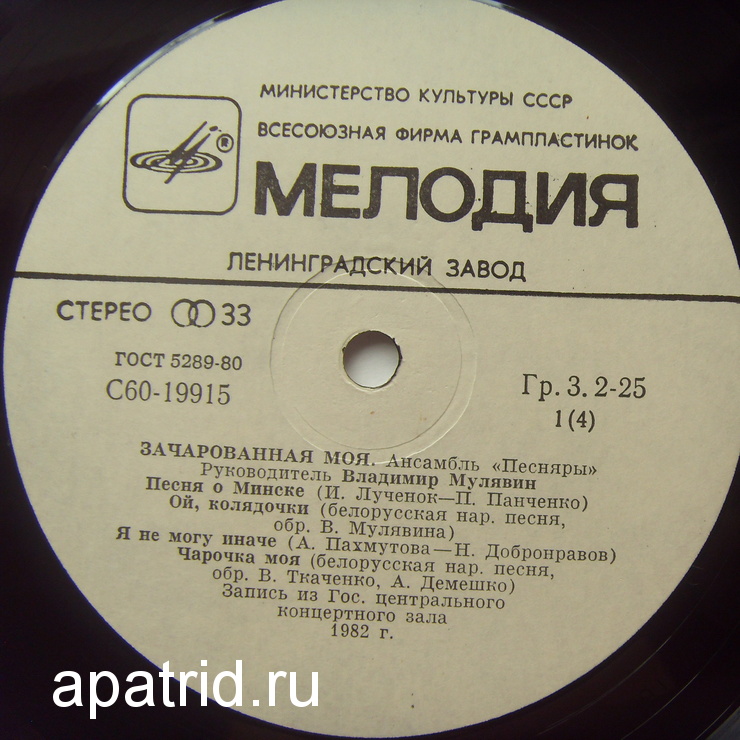 МИНИСТЕРСТВО КУЛЬТУРЫ СССР
ВСЕСОЮЗНАЯ ФИРМА ГРАМПЛАСТИНОК
®
МЕЛОДИЯ
ЛЕНИНГРАДСКИЙ ЗАВОД
СТЕРЕО 33
ГОСТ 5289-80
С60-19915
Гр. 3. 2-25
1 (4)
ЗАЧАРОВАННАЯ МОЯ. Ансамбль «Песняры»
Руководитель Владимир Мулявин
Песня о Минске (И. Лученок—П. Панченко)
Ой, колядочки (белорусская нар. песня,
обр. В. Мулявина)
Я не могу иначе (А. Пахмутова—Н. Добронравов)
Чарочка моя (белорусская нар. песня,
обр. В. Ткаченко, А. Демешко)
Запись из Гос. центрального
концертного зала
1982 г.
apatrid.ru